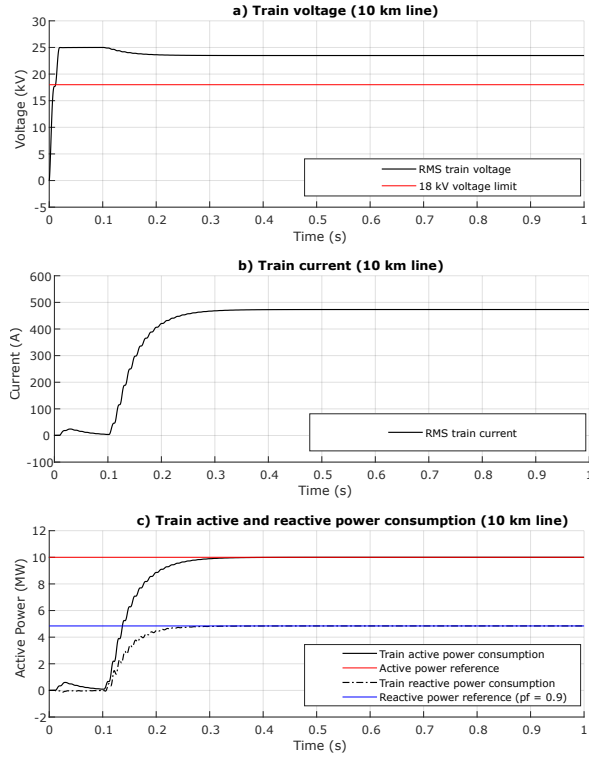 a) Train voltage (10 km line)
30
25
20
15
10
5
0
-5
Voltage (kV)
RMS train voltage
18 kV voltage limit
0 0.1 0.2 0.3 0.4 0.5 0.6 0.7 0.8 0.9 1
Time (s)
b) Train current (10 km line)
600
500
400
300
200
100
0
-100
Current (A)
RMS train current
0 0.1 0.2 0.3 0.4 0.5 0.6 0.7 0.8 0.9 1
Time (s)
c) Train active and reactive power consumption (10 km line)
12
10
8
6
4
2
0
-2
Active Power (MW)
Train active power consumption
Active power reference
Train reactive power consumption
Reactive power reference (pf = 0.9)
0 0.1 0.2 0.3 0.4 0.5 0.6 0.7 0.8 0.9 1
Time (s)